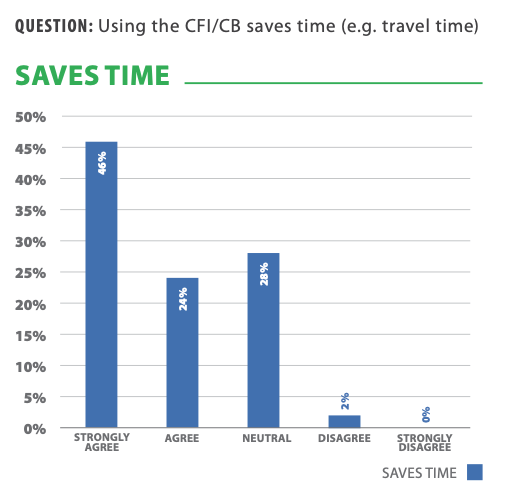 QUESTION: Using the CFI/CB saves time (e.g. travel time)
SAVES TIME
50%
45%
40%
35%
30%
25%
20%
15%
10%
5%
0%
46%
24%
28%
2%
0%
STRONGLY
AGREE
AGREE
NEUTRAL
DISAGREE
STRONGLY
DISAGREE
SAVES TIME